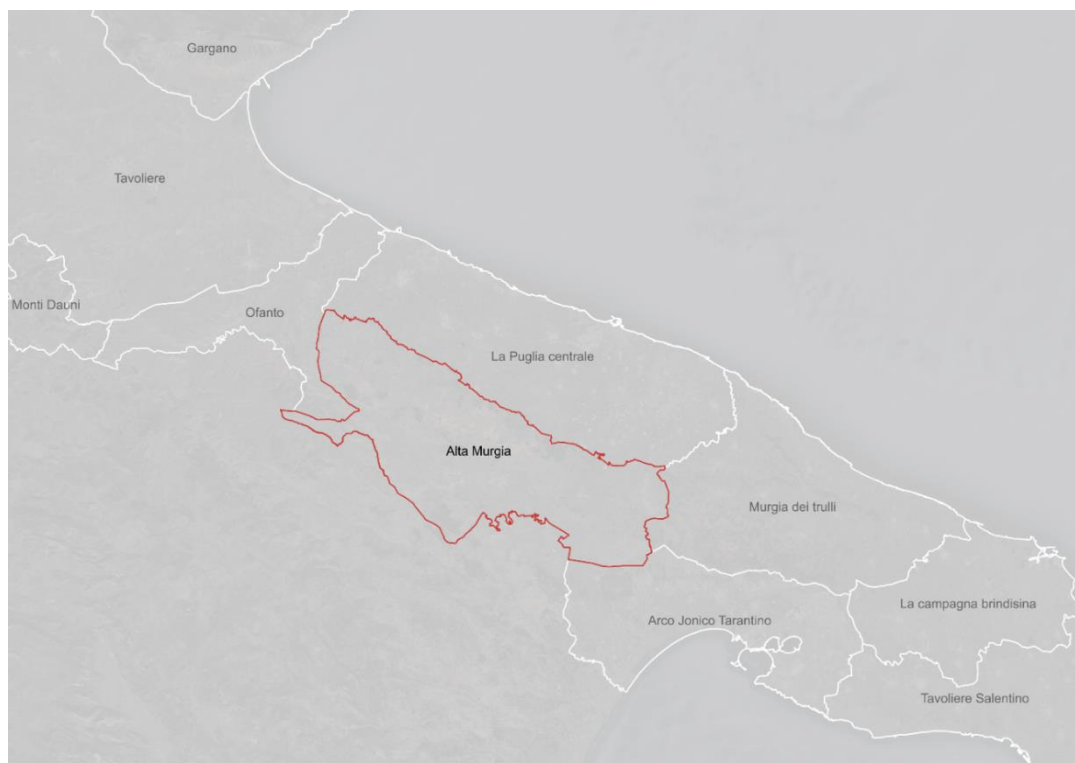 Gargano
Tavoliere
Monti Dauni
Ofanto
La Puglia centrale
Alta Murgia
Murgia dei trulli
La campagna brindisina
Arco Jonico Tarantino
Tavoliere Salentino